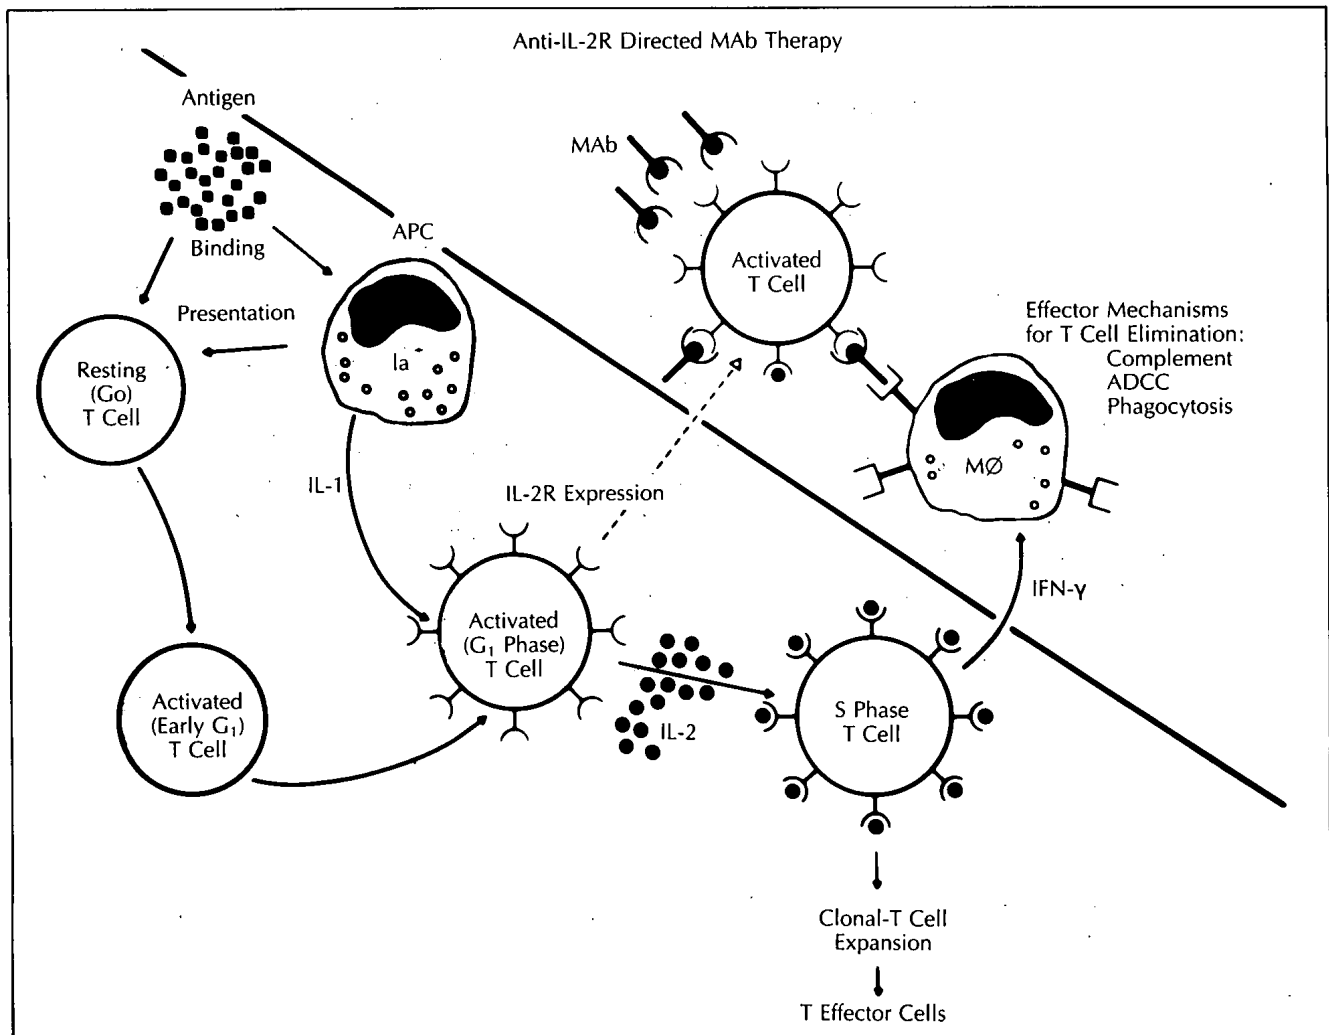 Anti-IL-2R Directed MAb Therapy
Antigen
Binding
APC
Presentation
Ia+
Resting
(Go)
T Cell
IL-1
IL-2R Expression
MAb
Activated
T Cell
Effector Mechanisms
for T Cell Elimination:
Complement
ADCC
Phagocytosis
MØ
IFN-γ
Activated
(Early G₁)
T Cell
Activated
(G₁ Phase)
T Cell
IL-2
S Phase
T Cell
Clonal-T Cell
Expansion
T Effector Cells